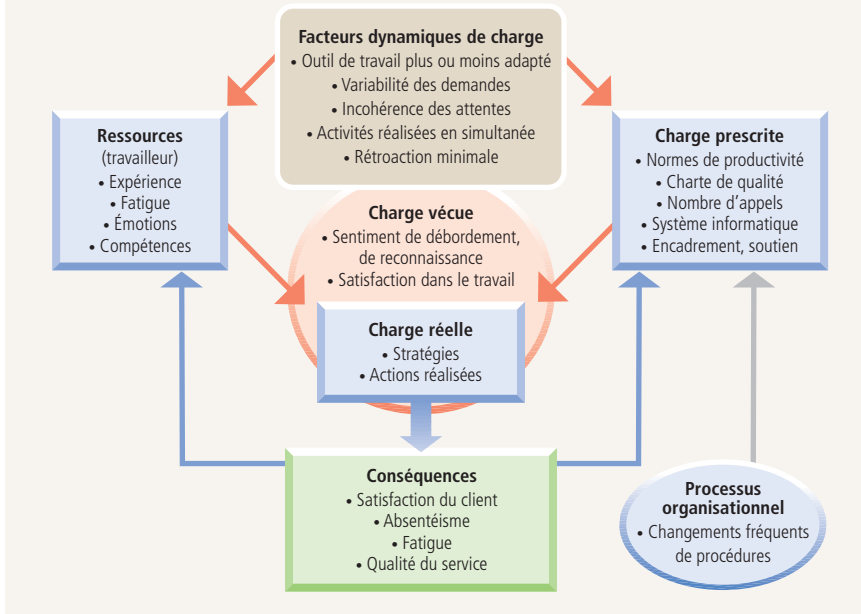 Facteurs dynamiques de charge
• Outil de travail plus ou moins adapté
• Variabilité des demandes
• Incohérence des attentes
• Activités réalisées en simultanée
• Rétroaction minimale
Ressources
(travailleur)
• Expérience
• Fatigue
• Émotions
• Compétences
Charge prescrite
• Normes de productivité
• Charte de qualité
• Nombre d'appels
• Système informatique
• Encadrement, soutien
Charge vécue
• Sentiment de débordement,
de reconnaissance
• Satisfaction dans le travail
Charge réelle
• Stratégies
• Actions réalisées
Conséquences
• Satisfaction du client
• Absentéisme
• Fatigue
• Qualité du service
Processus
organisationnel
• Changements fréquents
de procédures